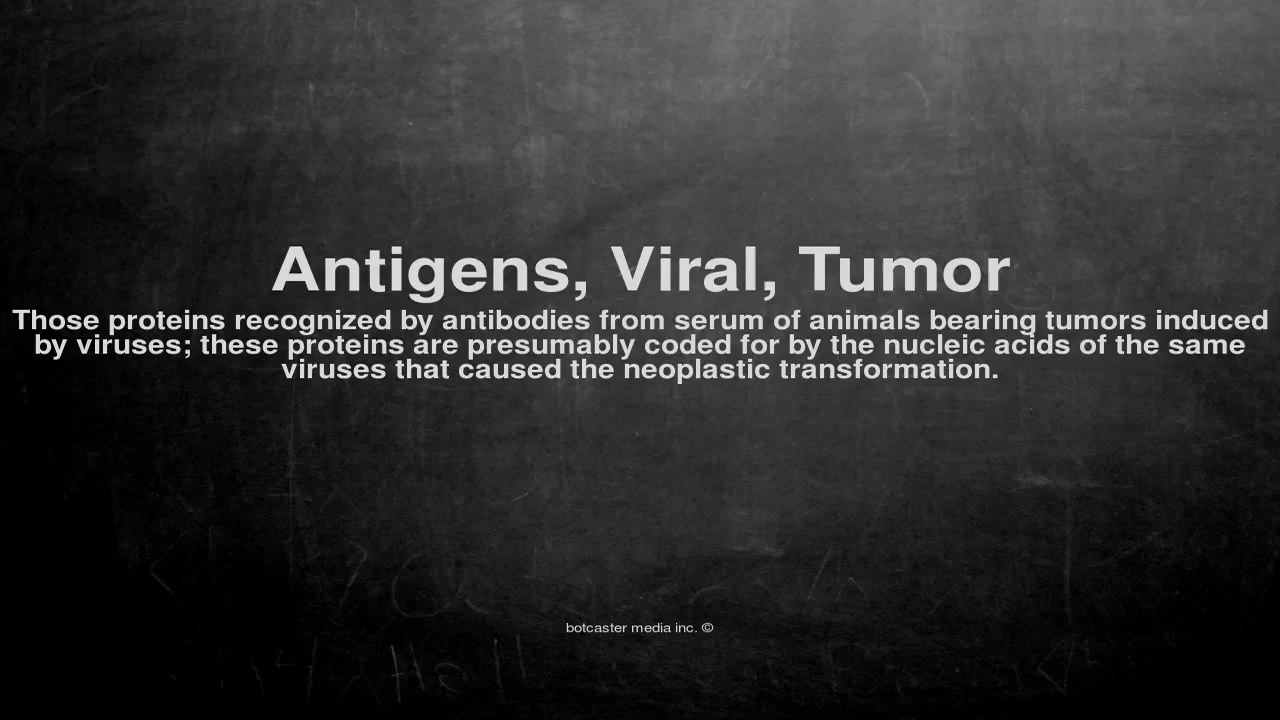 Antigens, Viral, Tumor
Those proteins recognized by antibodies from serum of animals bearing tumors induced
by viruses; these proteins are presumably coded for by the nucleic acids of the same
viruses that caused the neoplastic transformation.
botcaster media inc. ©